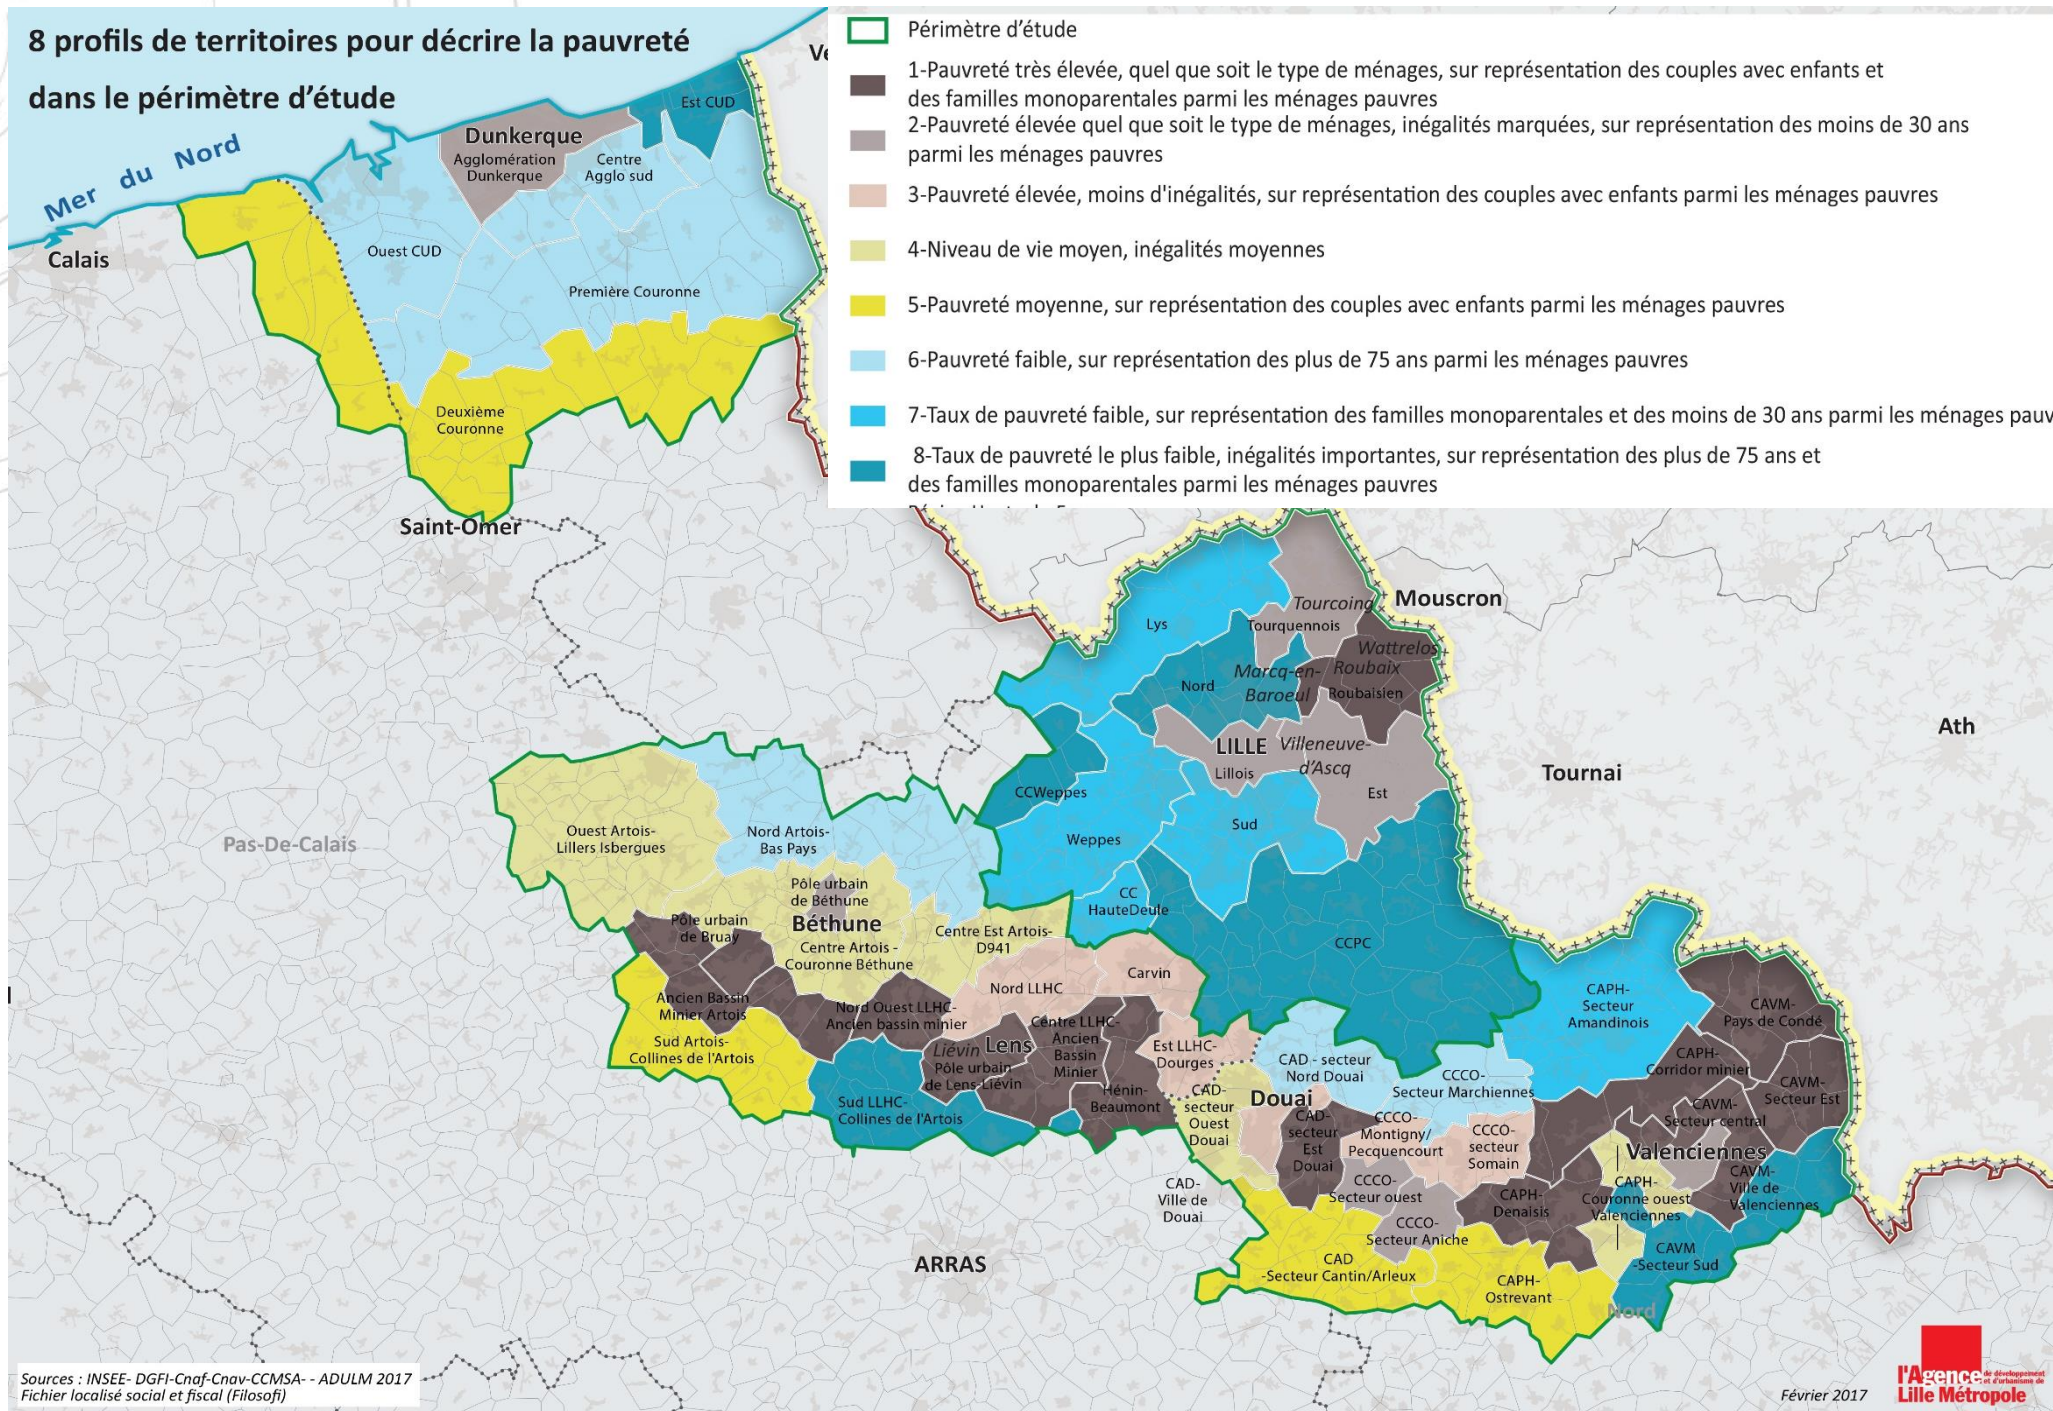 8 profils de territoires pour décrire la pauvreté
dans le périmètre d'étude
Périmètre d'étude
1-Pauvreté très élevée, quel que soit le type de ménages, sur représentation des couples avec enfants et
des familles monoparentales parmi les ménages pauvres
2-Pauvreté élevée quel que soit le type de ménages, inégalités marquées, sur représentation des moins de 30 ans
parmi les ménages pauvres
3-Pauvreté élevée, moins d'inégalités, sur représentation des couples avec enfants parmi les ménages pauvres
4-Niveau de vie moyen, inégalités moyennes
5-Pauvreté moyenne, sur représentation des couples avec enfants parmi les ménages pauvres
6-Pauvreté faible, sur représentation des plus de 75 ans parmi les ménages pauvres
7-Taux de pauvreté faible, sur représentation des familles monoparentales et des moins de 30 ans parmi les ménages pauv
8-Taux de pauvreté le plus faible, inégalités importantes, sur représentation des plus de 75 ans et
des familles monoparentales parmi les ménages pauvres
Mer du Nord
Ve
Calais
Dunkerque
Agglomération
Dunkerque
Centre
Agglo sud
Est CUD
Ouest CUD
Première Couronne
Deuxième
Couronne
Saint-Omer
Pas-De-Calais
Mouscron
Tourcoing
Tourquennois
Lys
Wattrelos
Roubaix
Roubaisien
Marcq-en-
Baroeul
Nord
LILLE
Lillois
Villeneuve-
d'Ascq
Est
Ath
Tournai
CCWeppes
Weppes
Sud
CC
HauteDeule
CCPC
Ouest Artois-
Lillers Isbergues
Nord Artois-
Bas Pays
Pôle urbain
de Béthune
Béthune
Centre Artois -
Couronne Béthune
Centre Est Artois-
D941
Pôle urbain
de Bruay
Ancien Bassin
Minier Artois
Sud Artois-
Collines de l'Artois
Nord Ouest LLHC-
Ancien bassin minier
Nord LLHC
Carvin
Centre LLHC-
Ancien
Bassin
Minier
Liévin
Lens
Pôle urbain
de Lens-Liévin
Hénin-
Beaumont
Est LLHC-
Dourges
Sud LLHC-
Collines de l'Artois
CAD - secteur
Nord Douai
CAD-
secteur
Ouest
Douai
Douai
CAD-
secteur
Est
Douai
CAD-
Ville de
Douai
CCCO-
Secteur Marchiennes
CCCO-
Montigny/
Pecquencourt
CCCO-
secteur
Somain
CCCO-
Secteur ouest
CCCO-
Secteur Aniche
CAD
-Secteur Cantin/Arleux
CAPH-
Ostrevant
CAPH-
Denaisis
CAPH-
Secteur
Amandinois
CAVM-
Pays de Condé
CAPH-
Corridor minier
CAVM-
Secteur Est
CAVM-
Secteur central
Valenciennes
CAPH-
Couronne ouest
Valenciennes
CAVM-
Ville de
Valenciennes
CAVM
-Secteur Sud
Nord
ARRAS
Sources : INSEE- DGFI-Cnaf-Cnav-CCMSA- - ADULM 2017
Fichier localisé social et fiscal (Filosofi)
Février 2017
l'Agence de développement
et d'urbanisme de
Lille Métropole